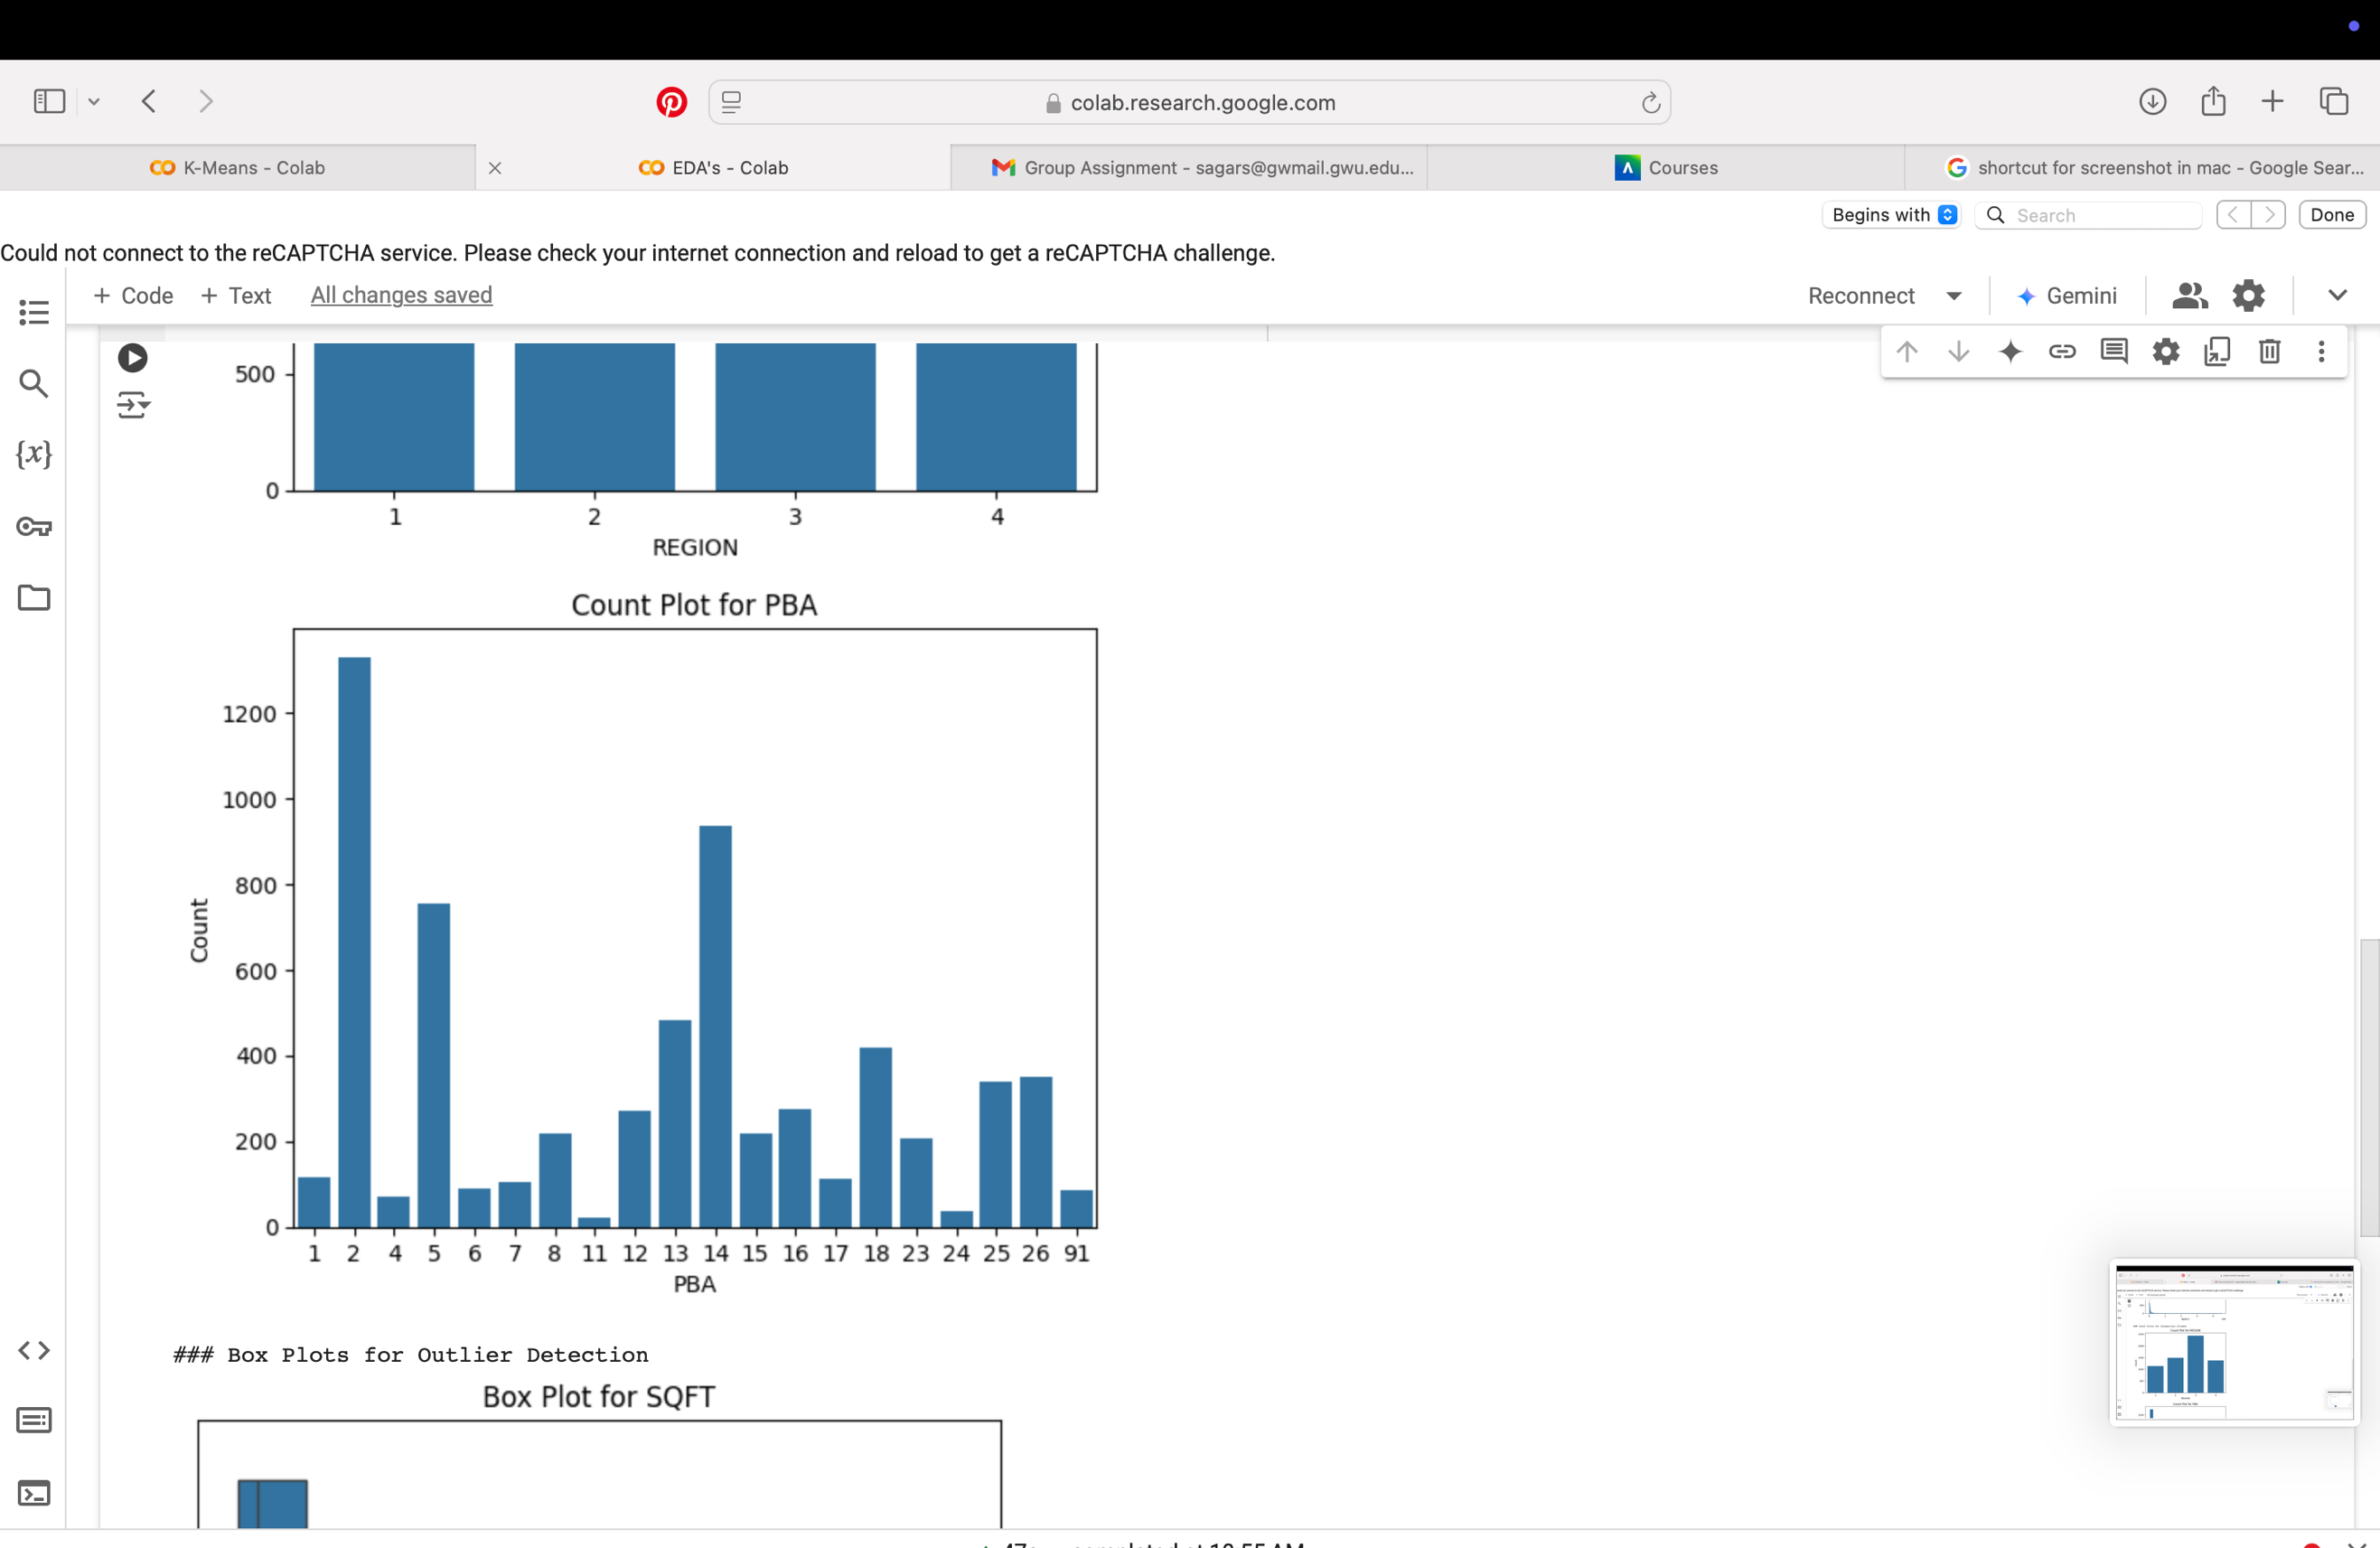 colab.research.google.com
K-Means - Colab
EDA's - Colab
Group Assignment - sagars@gwmail.gwu.edu...
Courses
shortcut for screenshot in mac - Google Sear...
Begins with
Search
Done
Could not connect to the reCAPTCHA service. Please check your internet connection and reload to get a reCAPTCHA challenge.
+ Code + Text All changes saved
Reconnect
Gemini
500
0
1 2 3 4
REGION
Count Plot for PBA
1200
1000
800
600
400
200
0
Count
1 2 4 5 6 7 8 11 12 13 14 15 16 17 18 23 24 25 26 91
PBA
### Box Plots for Outlier Detection
Box Plot for SQFT
completed at 10:55 AM